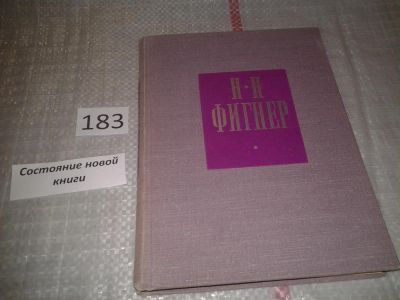 183
Состояние новой
книги
Н·Н
ФИГНЕР